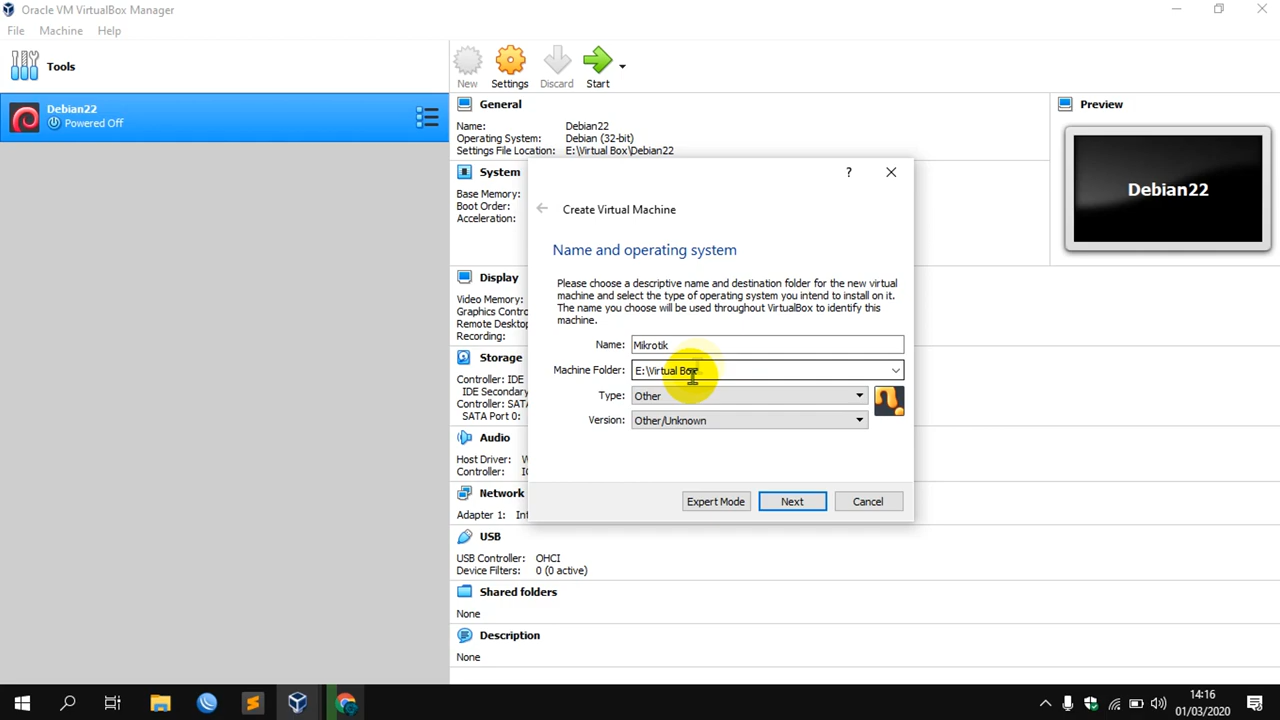 Oracle VM VirtualBox Manager
File Machine Help
Tools
New Settings Discard Start
Debian22
Powered Off
General
Name: Debian22
Operating System: Debian (32-bit)
Settings File Location: E:\Virtual Box\Debian22
System
Base Memory:
Boot Order:
Acceleration:
Display
Video Memory:
Graphics Contro
Remote Desktop
Recording:
Storage
Controller: IDE
IDE Secondary
Controller: SATA
SATA Port 0:
Audio
Host Driver: W
Controller: IC
Network
Adapter 1: Int
USB
USB Controller: OHCI
Device Filters: 0 (0 active)
Shared folders
None
Description
None
Preview
Debian22
?
Create Virtual Machine
Name and operating system
Please choose a descriptive name and destination folder for the new virtual
machine and select the type of operating system you intend to install on it.
The name you choose will be used throughout VirtualBox to identify this
machine.
Name: Mikrotik
Machine Folder: E:\Virtual Box
Type: Other
Version: Other/Unknown
Expert Mode Next Cancel
14:16
01/03/2020